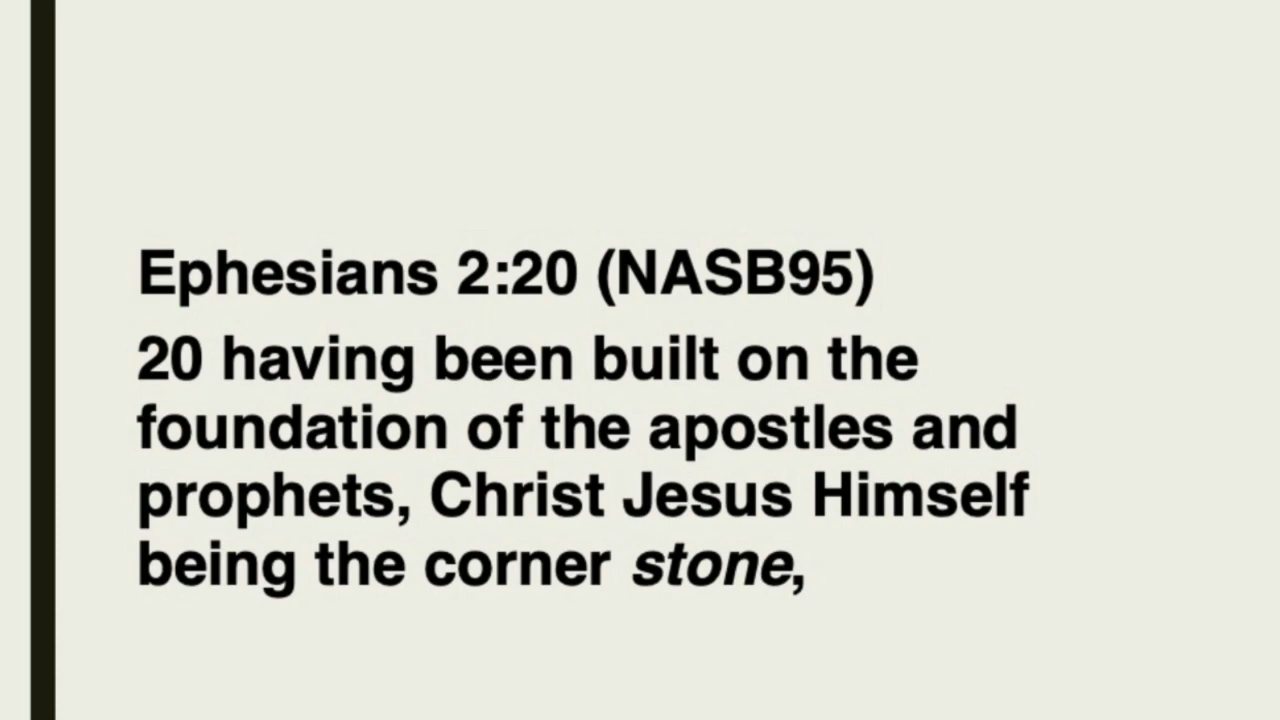 Ephesians 2:20 (NASB95)
20 having been built on the
foundation of the apostles and
prophets, Christ Jesus Himself
being the corner stone,